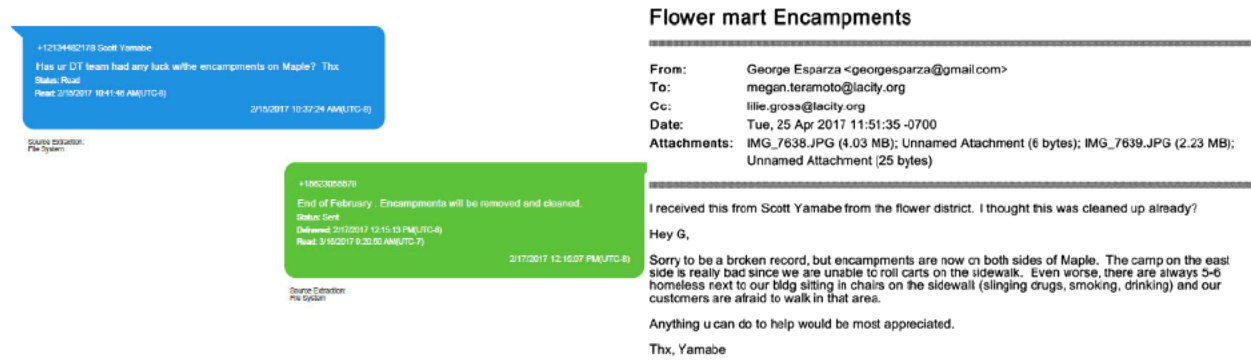 +12134482178 Scott Yamabe
Has ur DT team had any luck w/the encampments on Maple? Thx
Status: Read
Read: 2/15/2017 10:41:46 AM(UTC-8)
2/15/2017 10:37:24 AM(UTC-8)
Source Extraction:
File System
End of February . Encampments will be removed and cleaned.
Status: Sent
Delivered: 2/17/2017 12:15:13 PM(UTC-8)
Read: 3/16/2017 9:20:50 AM(UTC-7)
2/17/2017 12:15:07 PM(UTC-8)
Source Extraction:
File System
Flower mart Encampments
From: George Esparza <georgesparza@gmail.com>
To: megan.teramoto@lacity.org
Cc: lilie.gross@lacity.org
Date: Tue, 25 Apr 2017 11:51:35 -0700
Attachments: IMG_7638.JPG (4.03 MB); Unnamed Attachment (6 bytes); IMG_7639.JPG (2.23 MB);
Unnamed Attachment (25 bytes)
I received this from Scott Yamabe from the flower district. I thought this was cleaned up already?
Hey G,
Sorry to be a broken record, but encampments are now on both sides of Maple. The camp on the east
side is really bad since we are unable to roll carts on the sidewalk. Even worse, there are always 5-6
homeless next to our bldg sitting in chairs on the sidewalk (slinging drugs, smoking, drinking) and our
customers are afraid to walk in that area.
Anything u can do to help would be most appreciated.
Thx, Yamabe